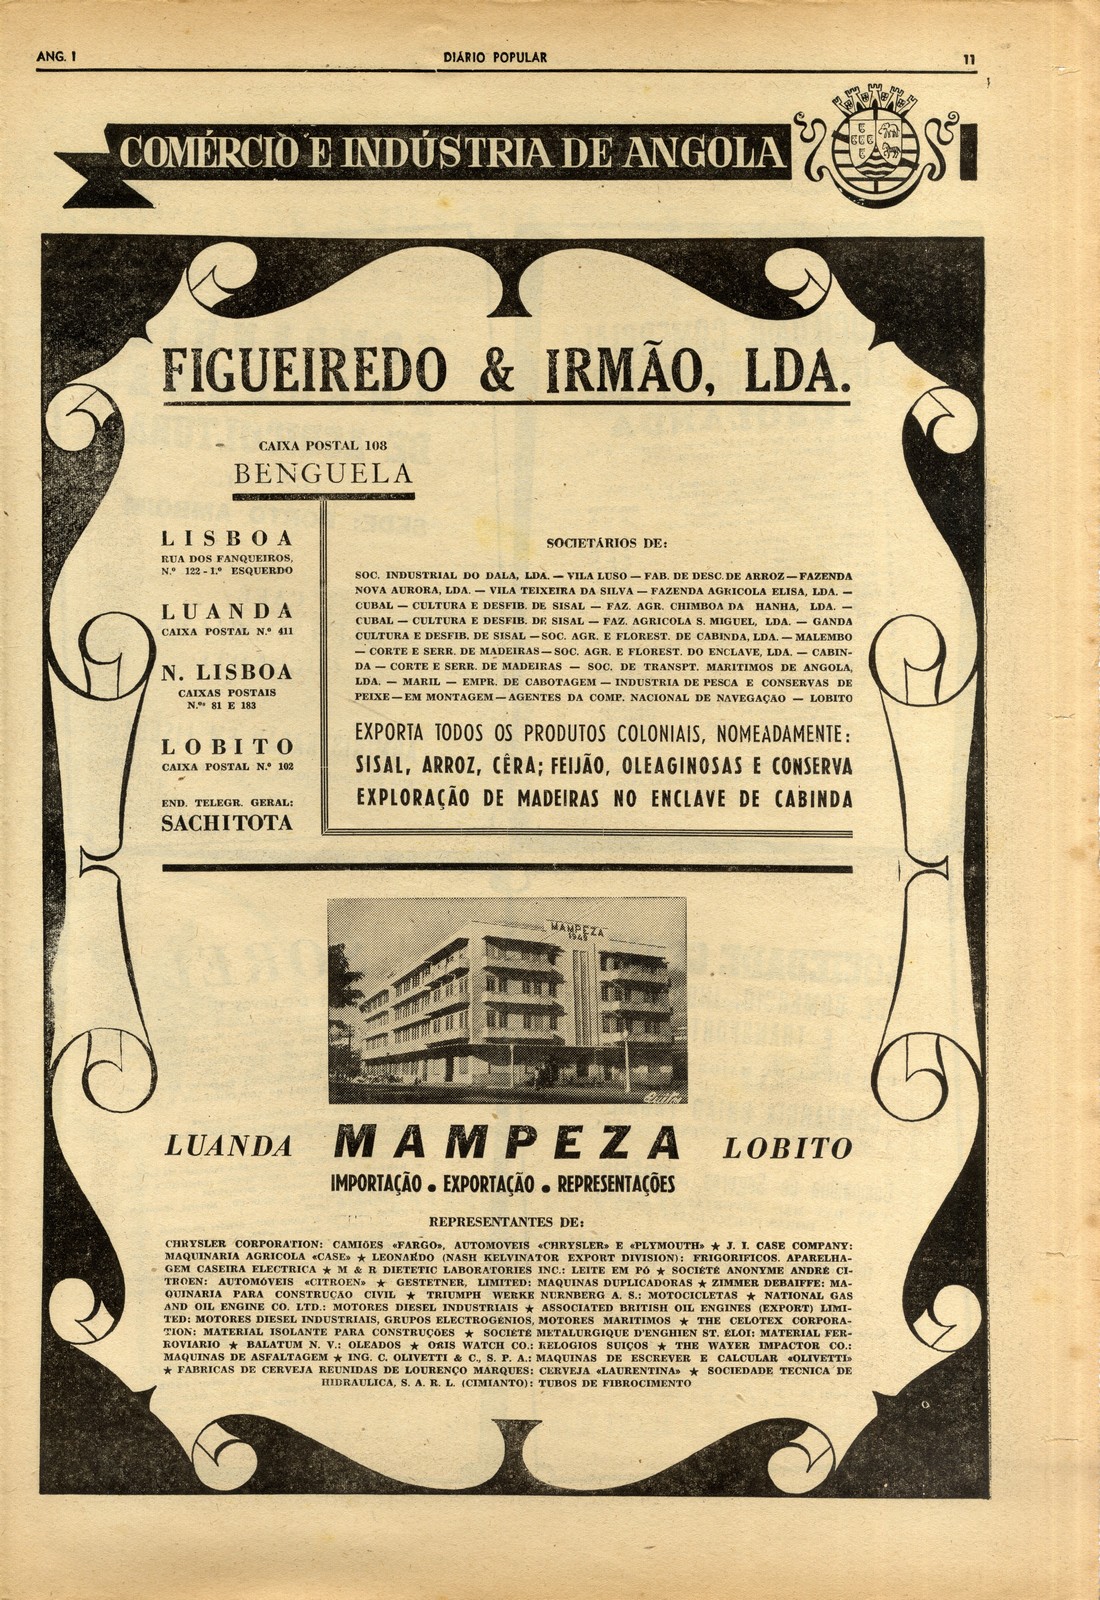 ANG. 1
DIÁRIO POPULAR
11
COMÉRCIO E INDÚSTRIA DE ANGOLA
FIGUEIREDO & IRMÃO, LDA.
CAIXA POSTAL 108
BENGUELA
LISBOA
RUA DOS FANQUEIROS,
N.º 122 - 1.º ESQUERDO
LUANDA
CAIXA POSTAL N.º 411
N. LISBOA
CAIXAS POSTAIS
N.ºˢ 81 E 183
LOBITO
CAIXA POSTAL N.º 102
END. TELEGR. GERAL:
SACHITOTA
SOCIETÁRIOS DE:
SOC. INDUSTRIAL DO DALA, LDA. — VILA LUSO — FAB. DE DESC. DE ARROZ — FAZENDA
NOVA AURORA, LDA. — VILA TEIXEIRA DA SILVA — FAZENDA AGRICOLA ELISA, LDA. —
CUBAL — CULTURA E DESFIB. DE SISAL — FAZ. AGR. CHIMBOA DA HANHA, LDA. —
CUBAL — CULTURA E DESFIB. DE SISAL — FAZ. AGRICOLA S. MIGUEL, LDA. — GANDA
CULTURA E DESFIB. DE SISAL — SOC. AGR. E FLOREST. DE CABINDA, LDA. — MALEMBO
— CORTE E SERR. DE MADEIRAS — SOC. AGR. E FLOREST. DO ENCLAVE, LDA. — CABIN-
DA — CORTE E SERR. DE MADEIRAS — SOC. DE TRANSPT. MARITIMOS DE ANGOLA,
LDA. — MARIL — EMPR. DE CABOTAGEM — INDUSTRIA DE PESCA E CONSERVAS DE
PEIXE — EM MONTAGEM — AGENTES DA COMP. NACIONAL DE NAVEGAÇAO — LOBITO
EXPORTA TODOS OS PRODUTOS COLONIAIS, NOMEADAMENTE:
SISAL, ARROZ, CÊRA; FEIJÃO, OLEAGINOSAS E CONSERVA
EXPLORAÇÃO DE MADEIRAS NO ENCLAVE DE CABINDA
MAMPEZA
1949
LUANDA MAMPEZA LOBITO
IMPORTAÇÃO • EXPORTAÇÃO • REPRESENTAÇÕES
REPRESENTANTES DE:
CHRYSLER CORPORATION: CAMIÕES «FARGO», AUTOMOVEIS «CHRYSLER» E «PLYMOUTH» ★ J. I. CASE COMPANY:
MAQUINARIA AGRICOLA «CASE» ★ LEONARDO (NASH KELVINATOR EXPORT DIVISION): FRIGORIFICOS. APARELHA-
GEM CASEIRA ELECTRICA ★ M & R DIETETIC LABORATORIES INC.: LEITE EM PÓ ★ SOCIÉTÉ ANONYME ANDRÉ CI-
TROEN: AUTOMÓVEIS «CITROEN» ★ GESTETNER, LIMITED: MAQUINAS DUPLICADORAS ★ ZIMMER DEBAIFFE: MA-
QUINARIA PARA CONSTRUÇAO CIVIL ★ TRIUMPH WERKE NURNBERG A. S.: MOTOCICLETAS ★ NATIONAL GAS
AND OIL ENGINE CO. LTD.: MOTORES DIESEL INDUSTRIAIS ★ ASSOCIATED BRITISH OIL ENGINES (EXPORT) LIMI-
TED: MOTORES DIESEL INDUSTRIAIS, GRUPOS ELECTROGÉNIOS, MOTORES MARITIMOS ★ THE CELOTEX CORPORA-
TION: MATERIAL ISOLANTE PARA CONSTRUÇÕES ★ SOCIÉTÉ METALURGIQUE D'ENGHIEN ST. ÉLOI: MATERIAL FER-
ROVIARIO ★ BALATUM N. V.: OLEADOS ★ ORIS WATCH CO.: RELOGIOS SUIÇOS ★ THE WAYER IMPACTOR CO.:
MAQUINAS DE ASFALTAGEM ★ ING. C. OLIVETTI & C., S. P. A.: MAQUINAS DE ESCREVER E CALCULAR «OLIVETTI»
★ FABRICAS DE CERVEJA REUNIDAS DE LOURENÇO MARQUES: CERVEJA «LAURENTINA» ★ SOCIEDADE TECNICA DE
HIDRAULICA, S. A. R. L. (CIMIANTO): TUBOS DE FIBROCIMENTO